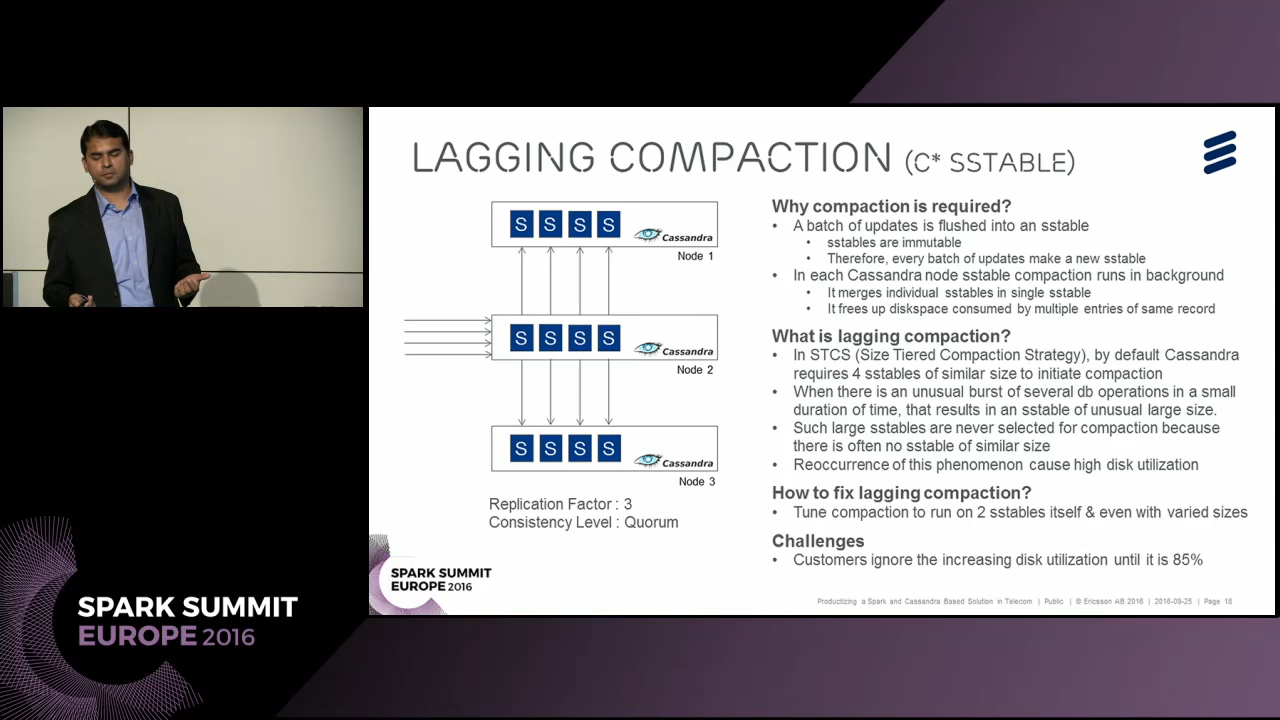 LAGGING COMPACTION (C* SSTABLE)
S S S S
Cassandra
Node 1
S S S S
Cassandra
Node 2
S S S S
Cassandra
Node 3
Replication Factor : 3
Consistency Level : Quorum
Why compaction is required?
• A batch of updates is flushed into an sstable
• sstables are immutable
• Therefore, every batch of updates make a new sstable
• In each Cassandra node sstable compaction runs in background
• It merges individual sstables in single sstable
• It frees up diskspace consumed by multiple entries of same record
What is lagging compaction?
• In STCS (Size Tiered Compaction Strategy), by default Cassandra
requires 4 sstables of similar size to initiate compaction
• When there is an unusual burst of several db operations in a small
duration of time, that results in an sstable of unusual large size.
• Such large sstables are never selected for compaction because
there is often no sstable of similar size
• Reoccurrence of this phenomenon cause high disk utilization
How to fix lagging compaction?
• Tune compaction to run on 2 sstables itself & even with varied sizes
Challenges
• Customers ignore the increasing disk utilization until it is 85%
SPARK SUMMIT
EUROPE 2016
Productizing a Spark and Cassandra Based Solution in Telecom | Public | © Ericsson AB 2016 | 2016-09-25 | Page 18
SPARK SUMMIT
EUROPE 2016